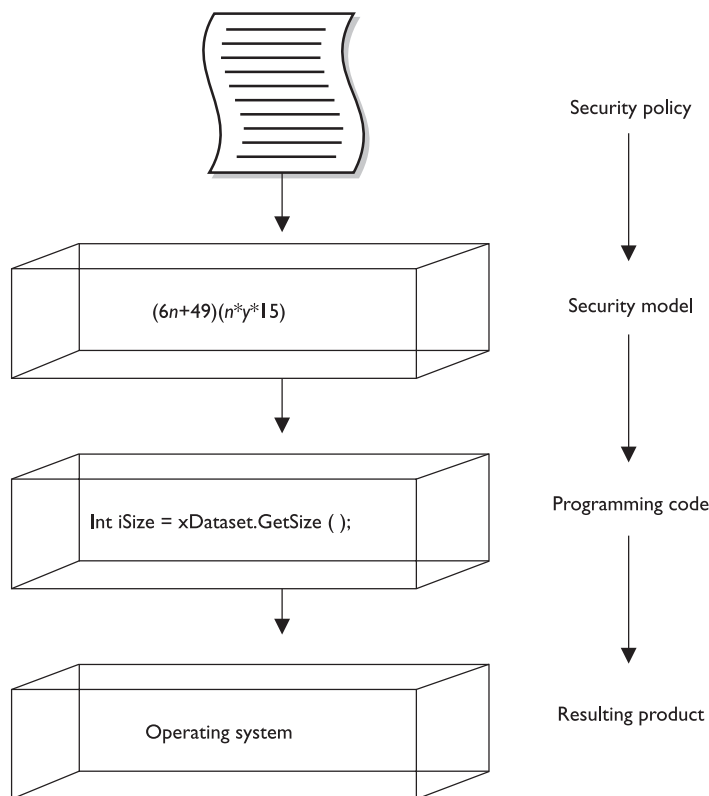 Security policy
(6n+49)(n*y*15)
Security model
Int iSize = xDataset.GetSize ( );
Programming code
Operating system
Resulting product